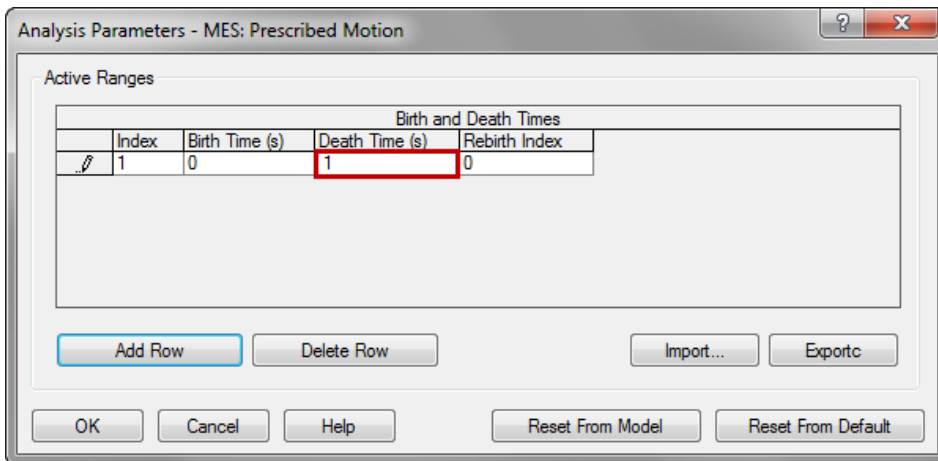 Analysis Parameters - MES: Prescribed Motion
Active Ranges
Birth and Death Times
Index Birth Time (s) Death Time (s) Rebirth Index
1 0 1 0
Add Row Delete Row Import... Exportc
OK Cancel Help Reset From Model Reset From Default